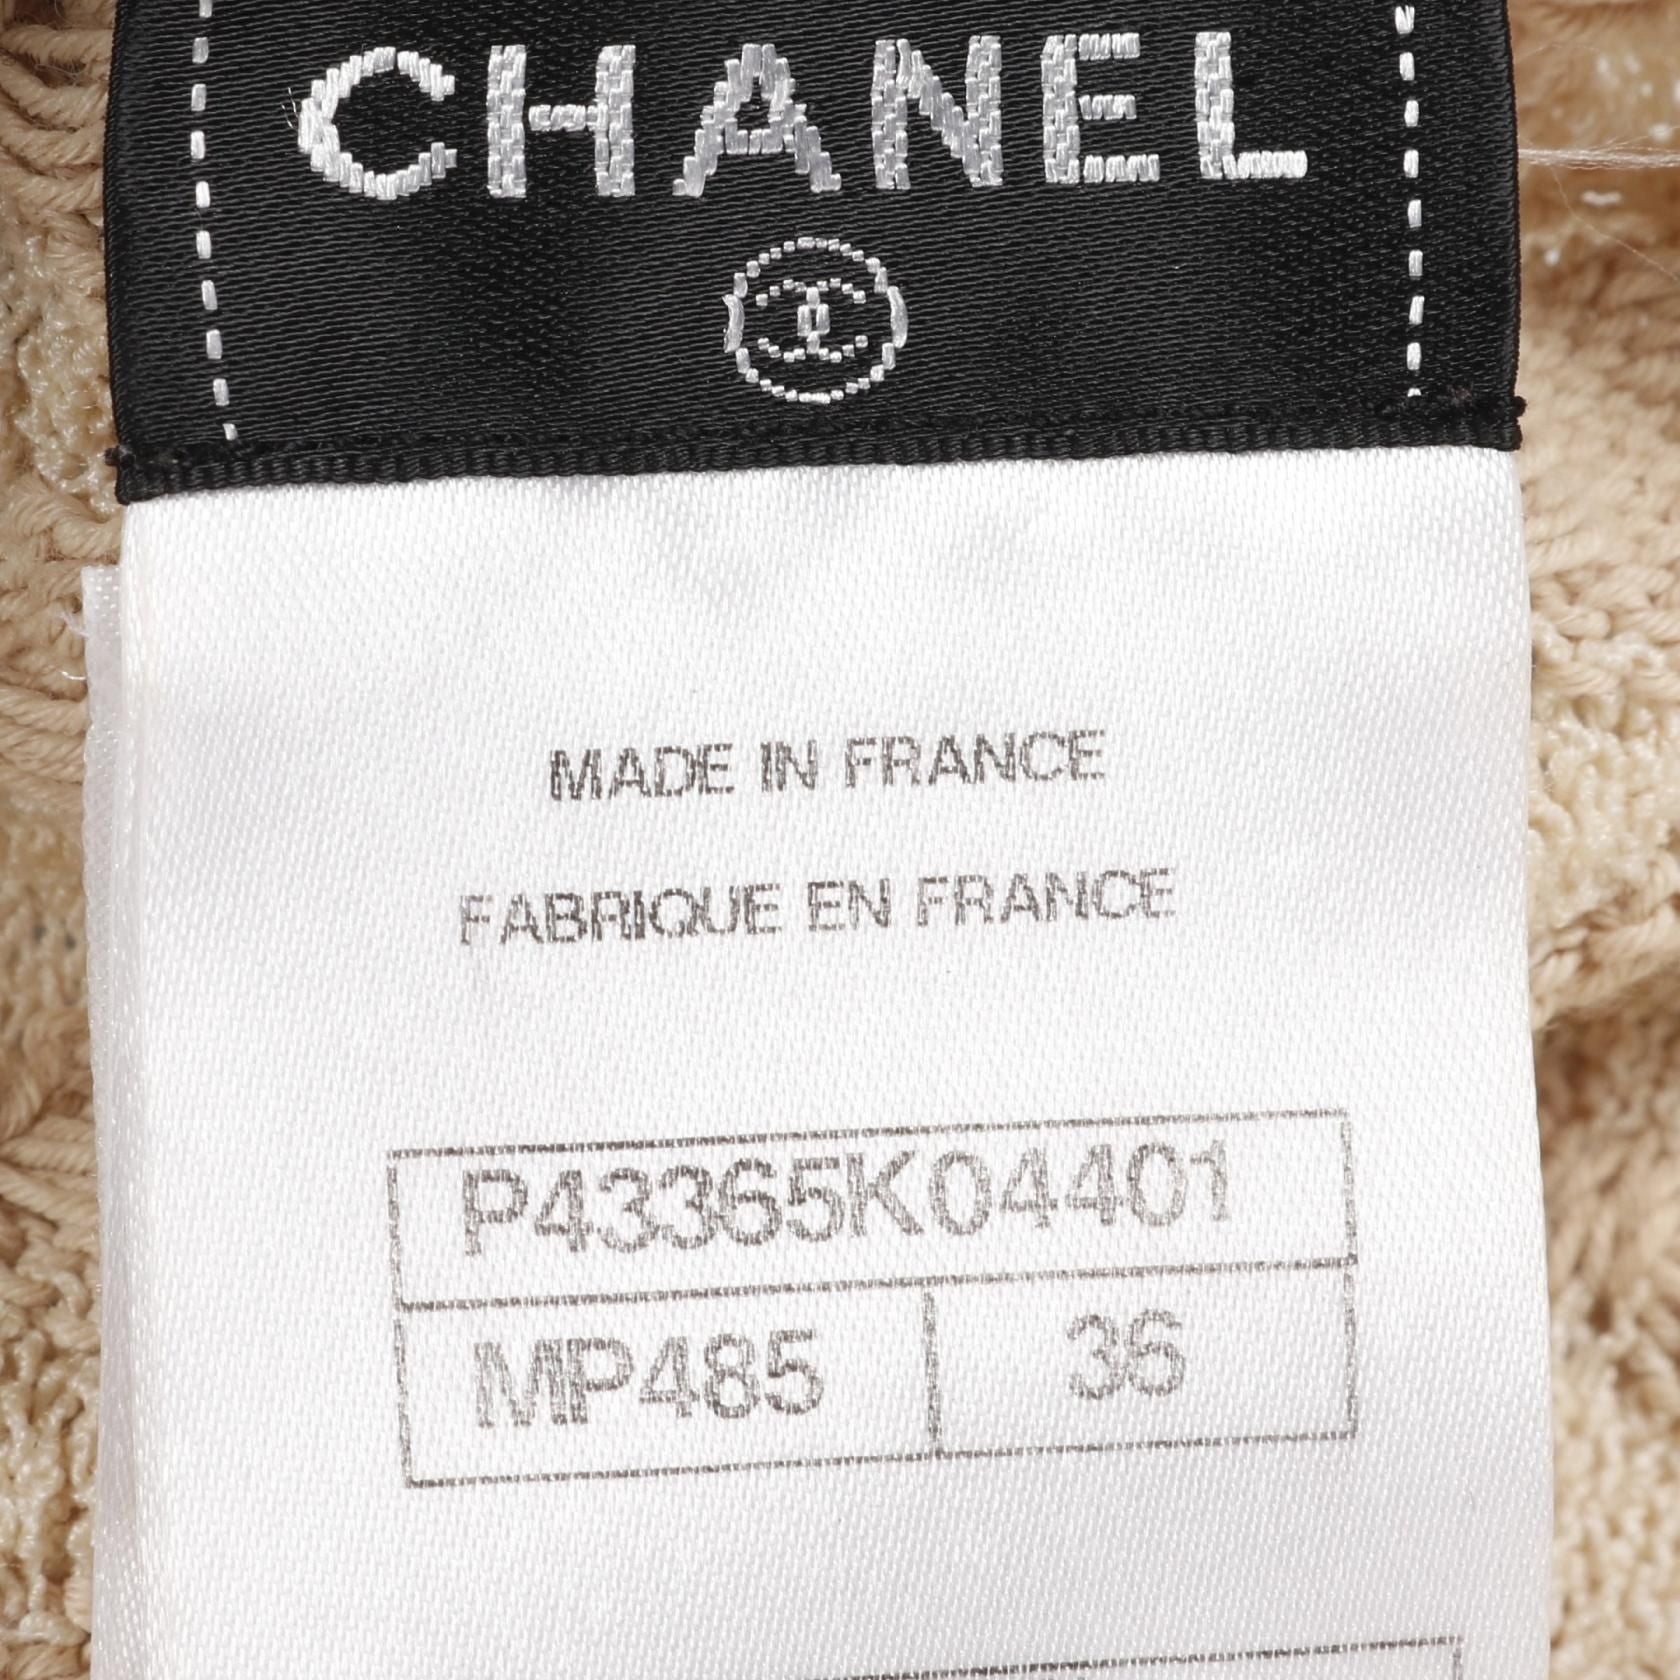 CHANEL
MADE IN FRANCE
FABRIQUE EN FRANCE
P43365K04401
MP485
36